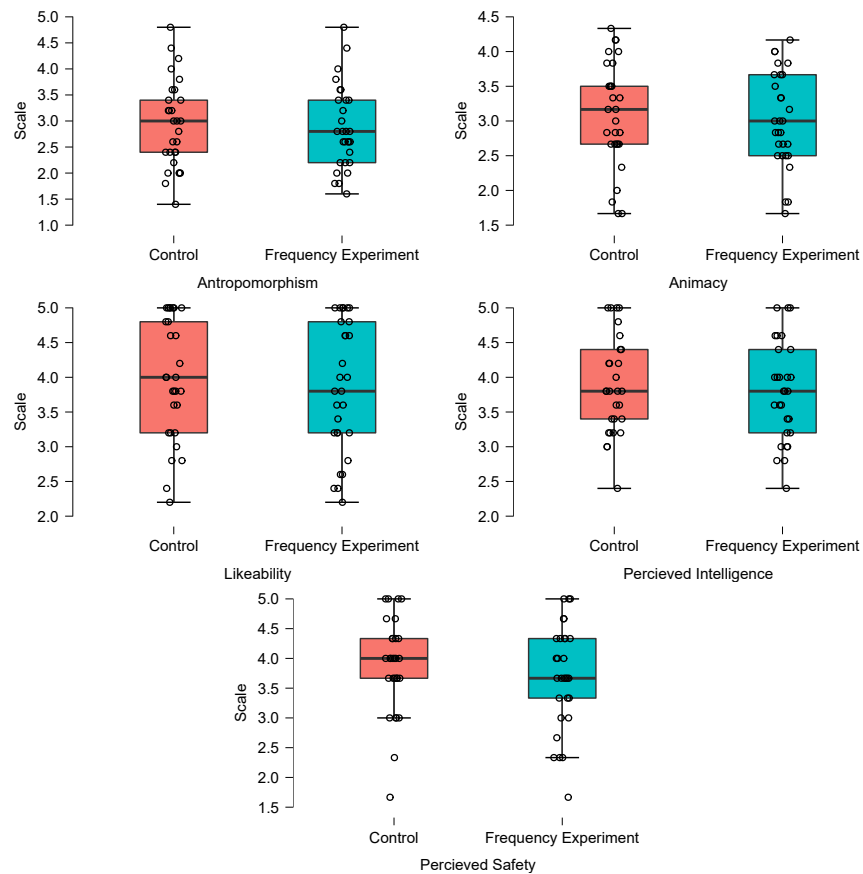 5.0
4.5
4.0
3.5
3.0
2.5
2.0
1.5
1.0
Scale
Control
Frequency Experiment
Antropomorphism
4.5
4.0
3.5
3.0
2.5
2.0
1.5
Scale
Control
Frequency Experiment
Animacy
5.0
4.5
4.0
3.5
3.0
2.5
2.0
Scale
Control
Frequency Experiment
Likeability
5.0
4.5
4.0
3.5
3.0
2.5
2.0
Scale
Control
Frequency Experiment
Percieved Intelligence
5.0
4.5
4.0
3.5
3.0
2.5
2.0
1.5
Scale
Control
Frequency Experiment
Percieved Safety